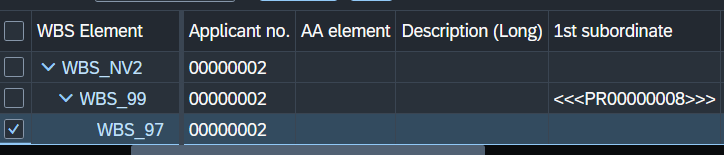 WBS Element Applicant no. AA element Description (Long) 1st subordinate
WBS_NV2 00000002
WBS_99 00000002 <<<PR00000008>>>
WBS_97 00000002